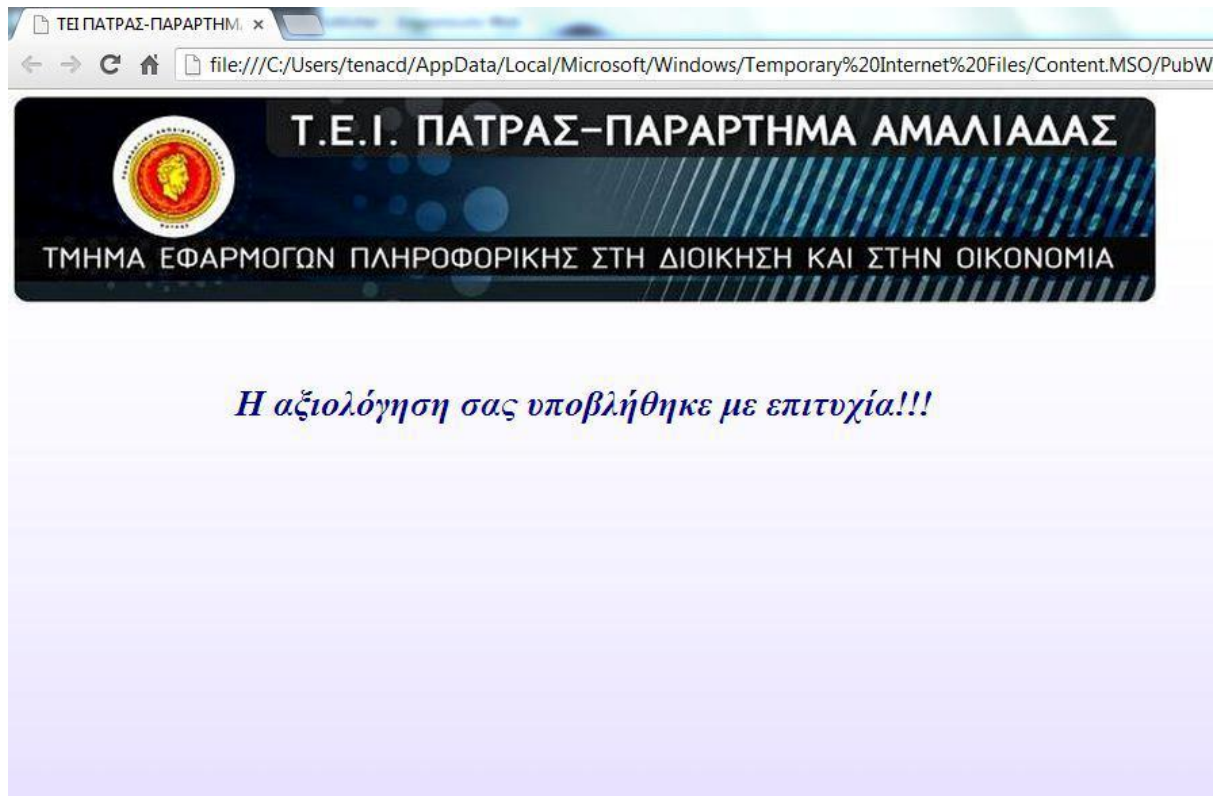 ΤΕΙ ΠΑΤΡΑΣ-ΠΑΡΑΡΤΗΜ
file:///C:/Users/tenacd/AppData/Local/Microsoft/Windows/Temporary%20Internet%20Files/Content.MSO/PubW
Τ.Ε.Ι. ΠΑΤΡΑΣ-ΠΑΡΑΡΤΗΜΑ ΑΜΑΛΙΑΔΑΣ
ΤΜΗΜΑ ΕΦΑΡΜΟΓΩΝ ΠΛΗΡΟΦΟΡΙΚΗΣ ΣΤΗ ΔΙΟΙΚΗΣΗ ΚΑΙ ΣΤΗΝ ΟΙΚΟΝΟΜΙΑ
Η αξιολόγηση σας υποβλήθηκε με επιτυχία!!!